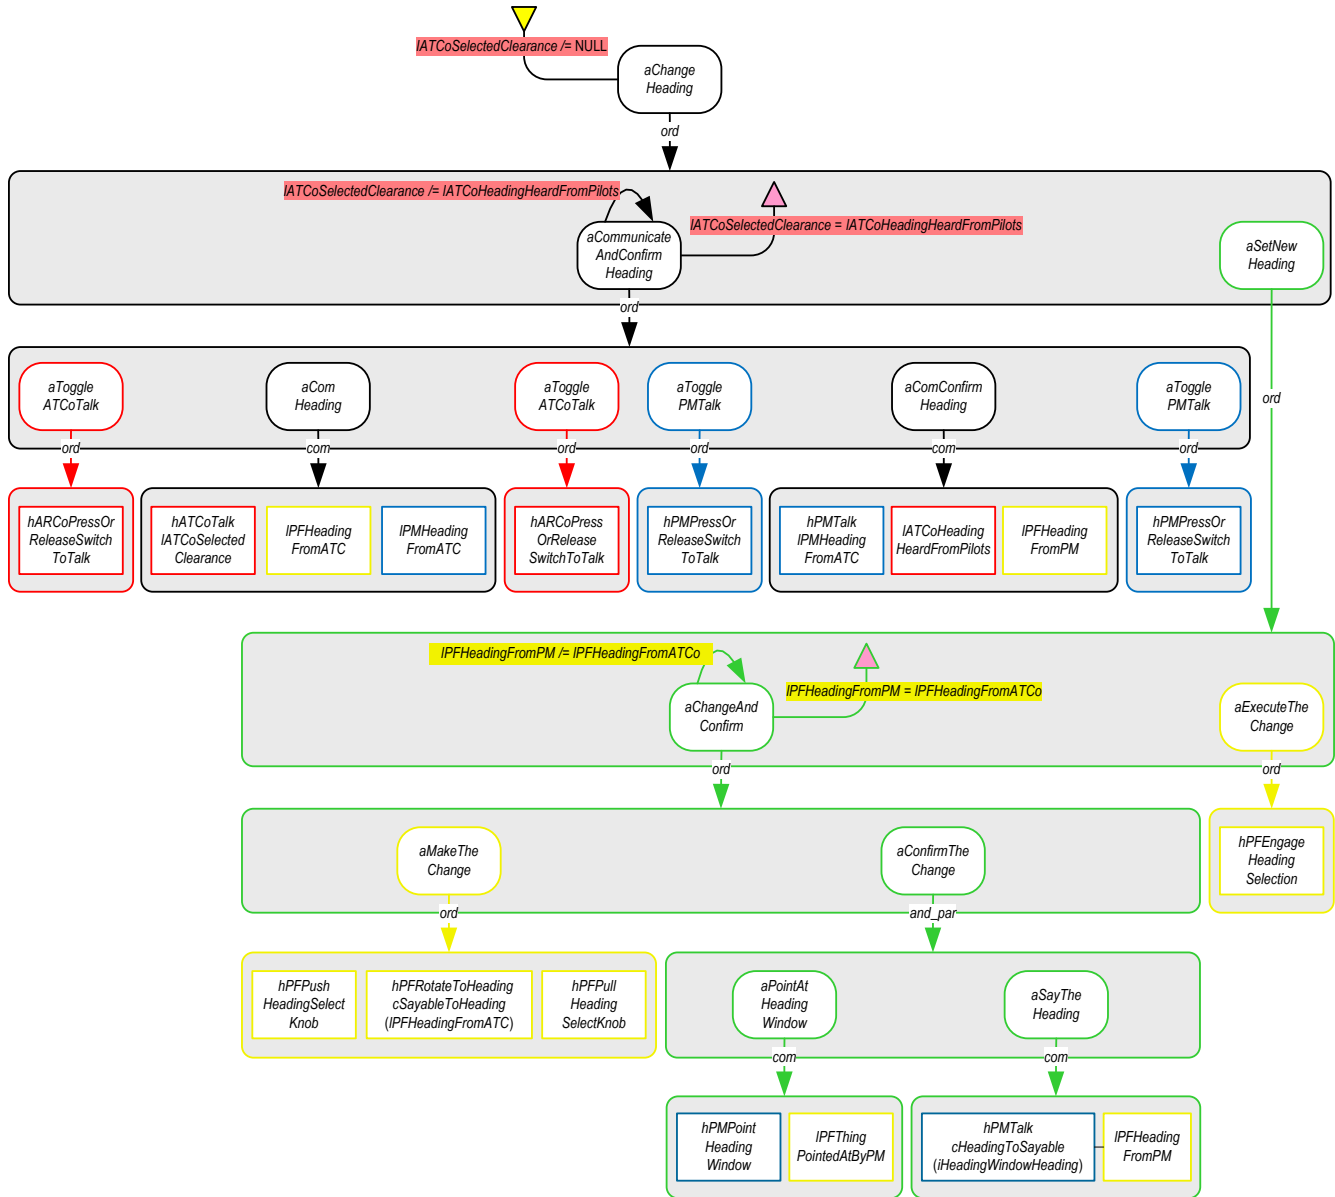 lATCoSelectedClearance /= NULL
aChange
Heading
ord
lATCoSelectedClearance /= lATCoHeadingHeardFromPilots
lATCoSelectedClearance = lATCoHeadingHeardFromPilots
aCommunicate
AndConfirm
Heading
aSetNew
Heading
ord
aToggle
ATCoTalk
aCom
Heading
aToggle
ATCoTalk
aToggle
PMTalk
aComConfirm
Heading
aToggle
PMTalk
ord
ord
com
ord
ord
com
ord
hARCoPressOr
ReleaseSwitch
ToTalk
hATCoTalk
lATCoSelected
Clearance
lPFHeading
FromATC
lPMHeading
FromATC
hARCoPress
OrRelease
SwitchToTalk
hPMPressOr
ReleaseSwitch
ToTalk
hPMTalk
lPMHeading
FromATC
lATCoHeading
HeardFromPilots
lPFHeading
FromPM
hPMPressOr
ReleaseSwitch
ToTalk
lPFHeadingFromPM /= lPFHeadingFromATCo
lPFHeadingFromPM = lPFHeadingFromATCo
aChangeAnd
Confirm
aExecuteThe
Change
ord
ord
aMakeThe
Change
aConfirmThe
Change
hPFEngage
Heading
Selection
ord
and_par
hPFPush
HeadingSelect
Knob
hPFRotateToHeading
cSayableToHeading
(lPFHeadingFromATC)
hPFPull
Heading
SelectKnob
aPointAt
Heading
Window
aSayThe
Heading
com
com
hPMPoint
Heading
Window
lPFThing
PointedAtByPM
hPMTalk
cHeadingToSayable
(iHeadingWindowHeading)
lPFHeading
FromPM